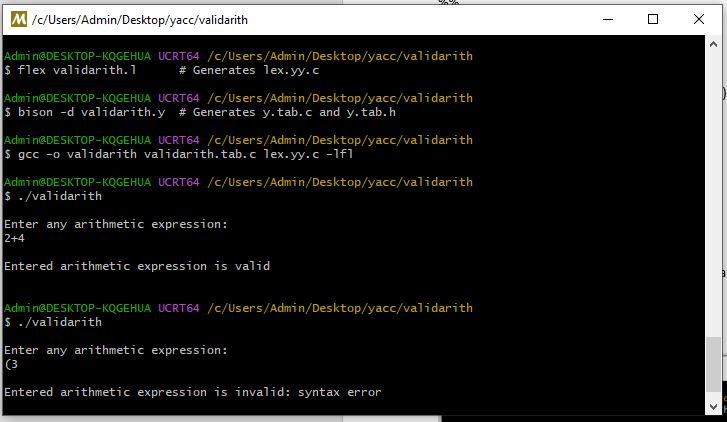 %%
M /c/Users/Admin/Desktop/yacc/validarith
Admin@DESKTOP-KQGEHUA UCRT64 /c/Users/Admin/Desktop/yacc/validarith
$ flex validarith.l      # Generates lex.yy.c
Admin@DESKTOP-KQGEHUA UCRT64 /c/Users/Admin/Desktop/yacc/validarith
$ bison -d validarith.y  # Generates y.tab.c and y.tab.h
Admin@DESKTOP-KQGEHUA UCRT64 /c/Users/Admin/Desktop/yacc/validarith
$ gcc -o validarith validarith.tab.c lex.yy.c -lfl
Admin@DESKTOP-KQGEHUA UCRT64 /c/Users/Admin/Desktop/yacc/validarith
$ ./validarith
Enter any arithmetic expression:
2+4
Entered arithmetic expression is valid
Admin@DESKTOP-KQGEHUA UCRT64 /c/Users/Admin/Desktop/yacc/validarith
$ ./validarith
Enter any arithmetic expression:
(3
Entered arithmetic expression is invalid: syntax error